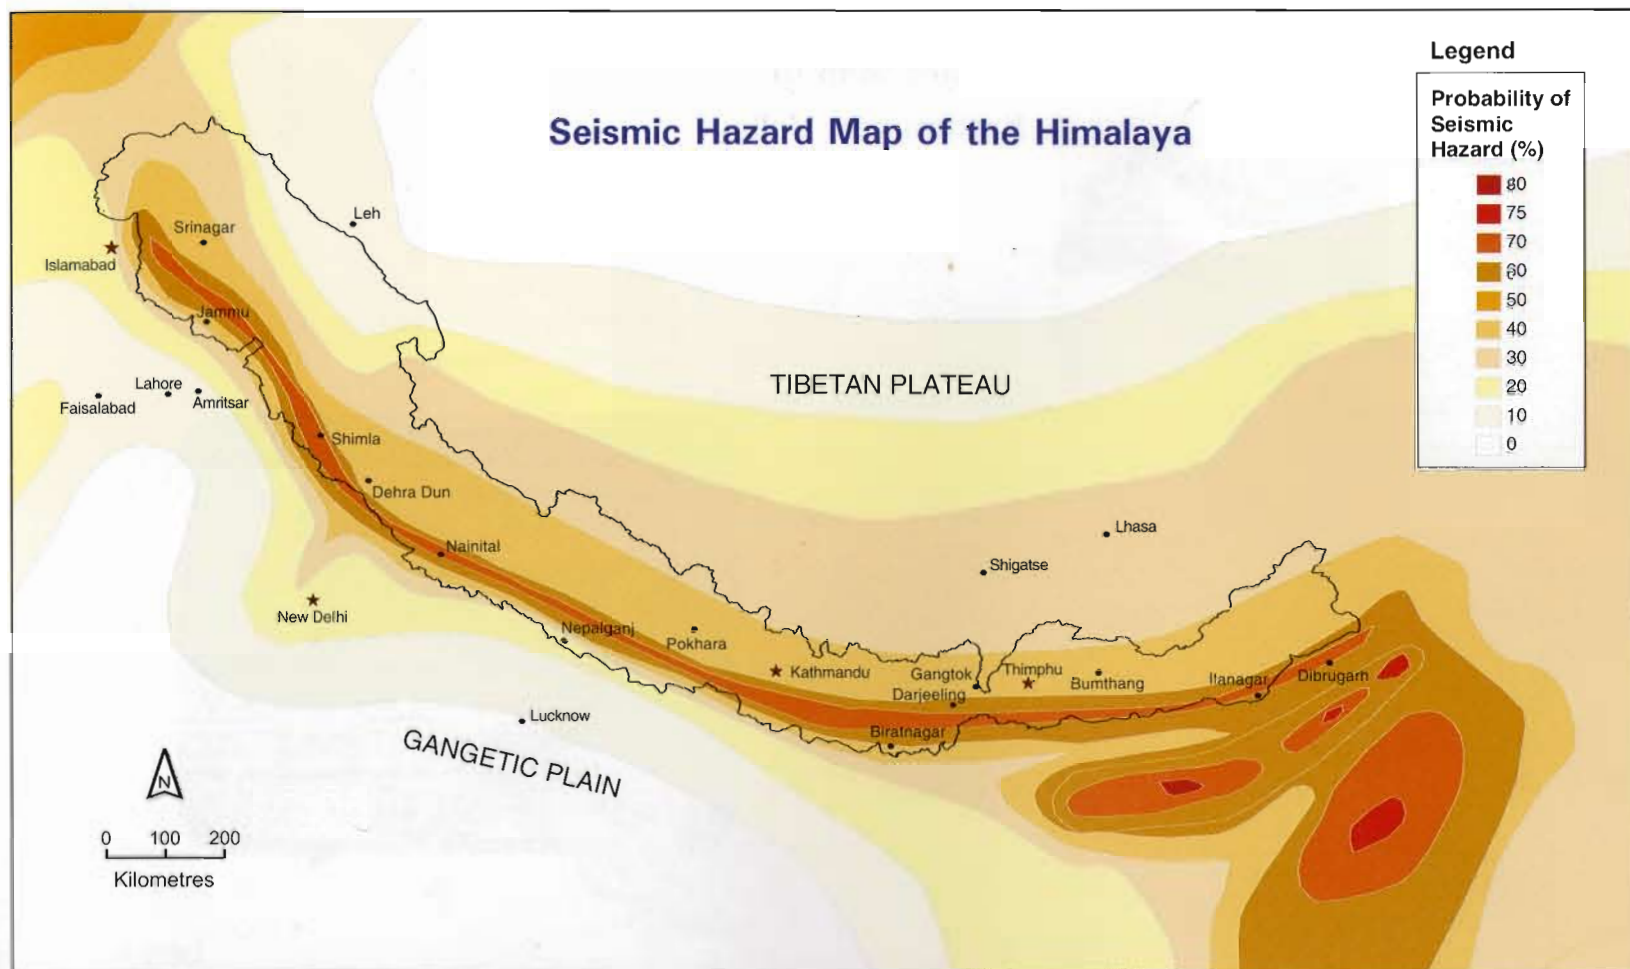 Seismic Hazard Map of the Himalaya
Legend
Probability of
Seismic
Hazard (%)
80
75
70
60
50
40
30
20
10
0
Leh
Srinagar
Islamabad
Jammu
Lahore
Amritsar
Faisalabad
Shimla
Dehra Dun
Nainital
New Delhi
TIBETAN PLATEAU
Lhasa
Shigatse
Nepalganj
Pokhara
Kathmandu
Gangtok
Darjeeling
Thimphu
Bumthang
Itanagar
Dibrugarh
Biratnagar
Lucknow
GANGETIC PLAIN
N
0 100 200
Kilometres